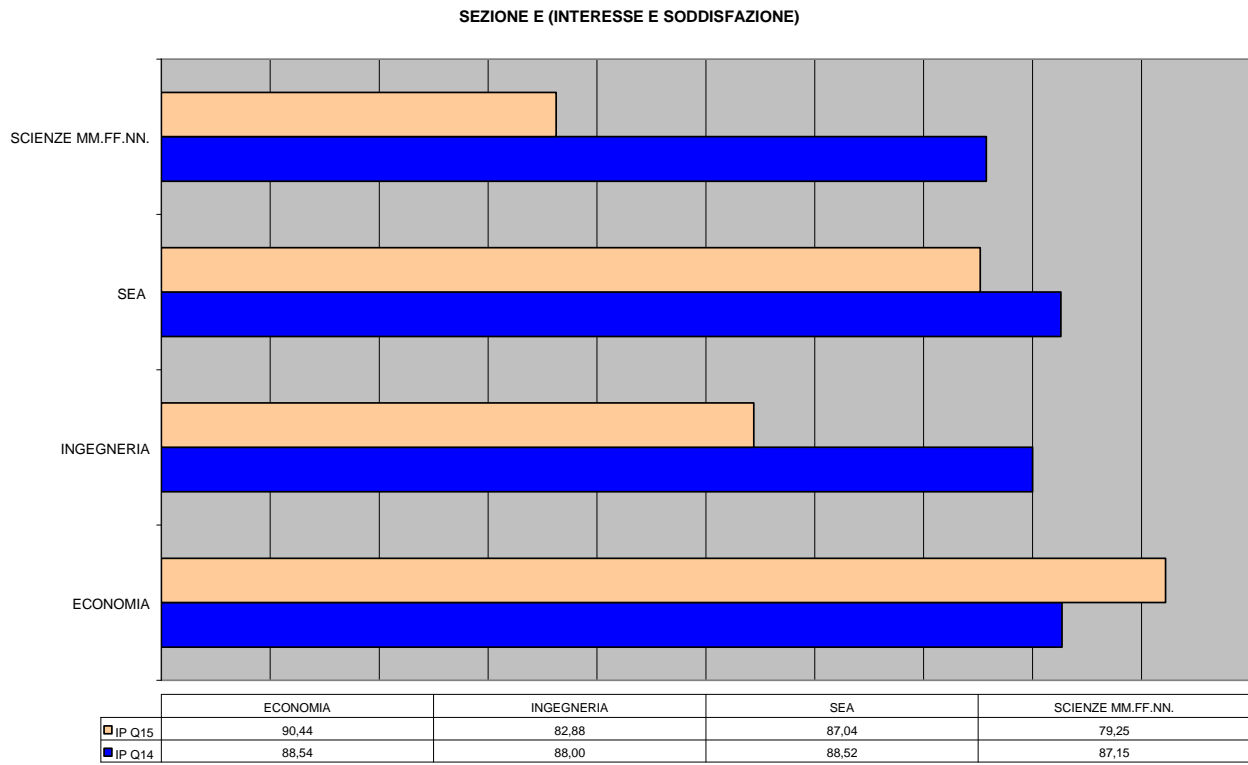 SEZIONE E (INTERESSE E SODDISFAZIONE)
SCIENZE MM.FF.NN.
SEA
INGEGNERIA
ECONOMIA
ECONOMIA INGEGNERIA SEA SCIENZE MM.FF.NN.
IP Q15 90,44 82,88 87,04 79,25
IP Q14 88,54 88,00 88,52 87,15